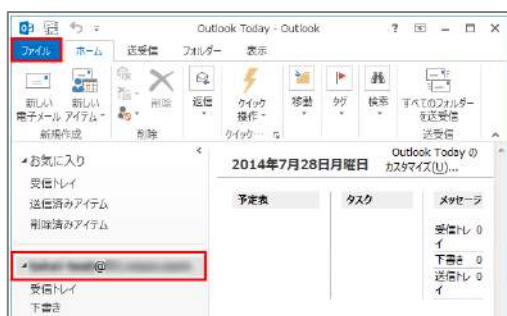 Outlook Today - Outlook
ファイル ホーム 送受信 フォルダー 表示
新しい 電子メール
新しい アイテム
削除
返信
クイック 操作
移動
タグ
検索
すべてのフォルダー を送受信
新規作成 削除 クイック… 送受信
お気に入り
受信トレイ
送信済みアイテム
削除済みアイテム
@
受信トレイ
下書き
2014年7月28日月曜日
Outlook Today の
カスタマイズ(U)...
予定表 タスク メッセージ
受信トレイ 0
下書き 0
送信トレイ 0